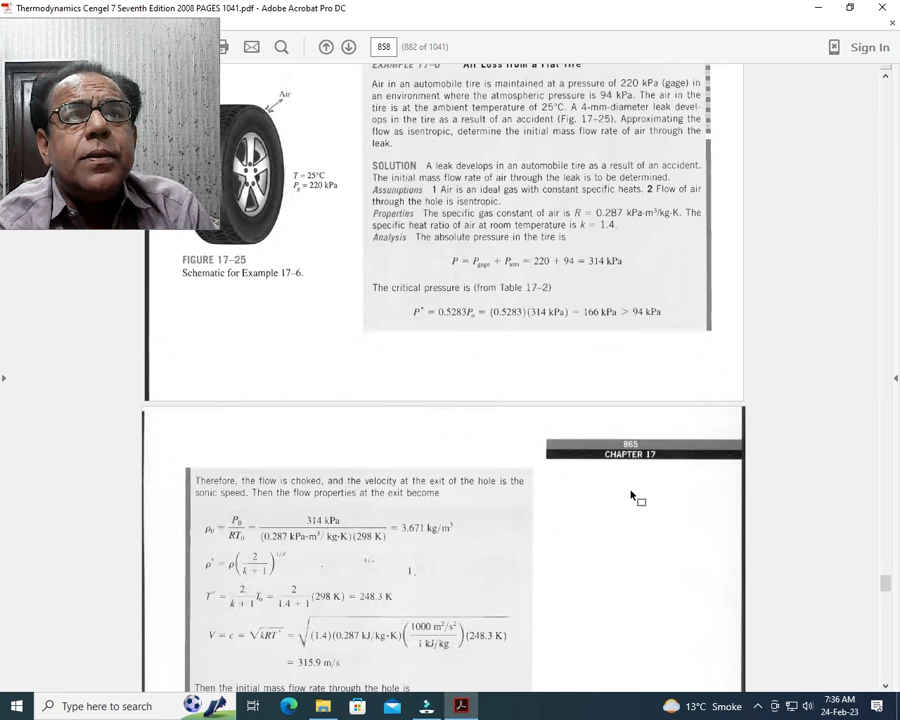 Thermodynamics Cengel 7 Seventh Edition 2008 PAGES 1041.pdf - Adobe Acrobat Pro DC
858 (882 of 1041)
Sign In
EXAMPLE 17-6 Air Loss from a Flat Tire
Air in an automobile tire is maintained at a pressure of 220 kPa (gage) in
an environment where the atmospheric pressure is 94 kPa. The air in the
tire is at the ambient temperature of 25°C. A 4-mm-diameter leak devel-
ops in the tire as a result of an accident (Fig. 17–25). Approximating the
flow as isentropic, determine the initial mass flow rate of air through the
leak.
SOLUTION A leak develops in an automobile tire as a result of an accident.
The initial mass flow rate of air through the leak is to be determined.
Assumptions 1 Air is an ideal gas with constant specific heats. 2 Flow of air
through the hole is isentropic.
Properties The specific gas constant of air is R = 0.287 kPa·m³/kg·K. The
specific heat ratio of air at room temperature is k = 1.4.
Analysis The absolute pressure in the tire is
P = Pgage + Patm = 220 + 94 = 314 kPa
The critical pressure is (from Table 17–2)
P* = 0.5283Po = (0.5283)(314 kPa) = 166 kPa > 94 kPa
Air
T = 25°C
Pg = 220 kPa
FIGURE 17–25
Schematic for Example 17–6.
865
CHAPTER 17
Therefore, the flow is choked, and the velocity at the exit of the hole is the
sonic speed. Then the flow properties at the exit become
ρ0 = P0/RT0 = 314 kPa/(0.287 kPa·m³/kg·K)(298 K) = 3.671 kg/m³
ρ* = ρ(2/(k + 1))
T* = 2/(k + 1) T0 = 2/(1.4 + 1) (298 K) = 248.3 K
V = c = √kRT* = √(1.4)(0.287 kJ/kg·K)(1000 m²/s²/1 kJ/kg)(248.3 K)
= 315.9 m/s
Then the initial mass flow rate through the hole is
Type here to search
13°C Smoke
7:36 AM
24-Feb-23